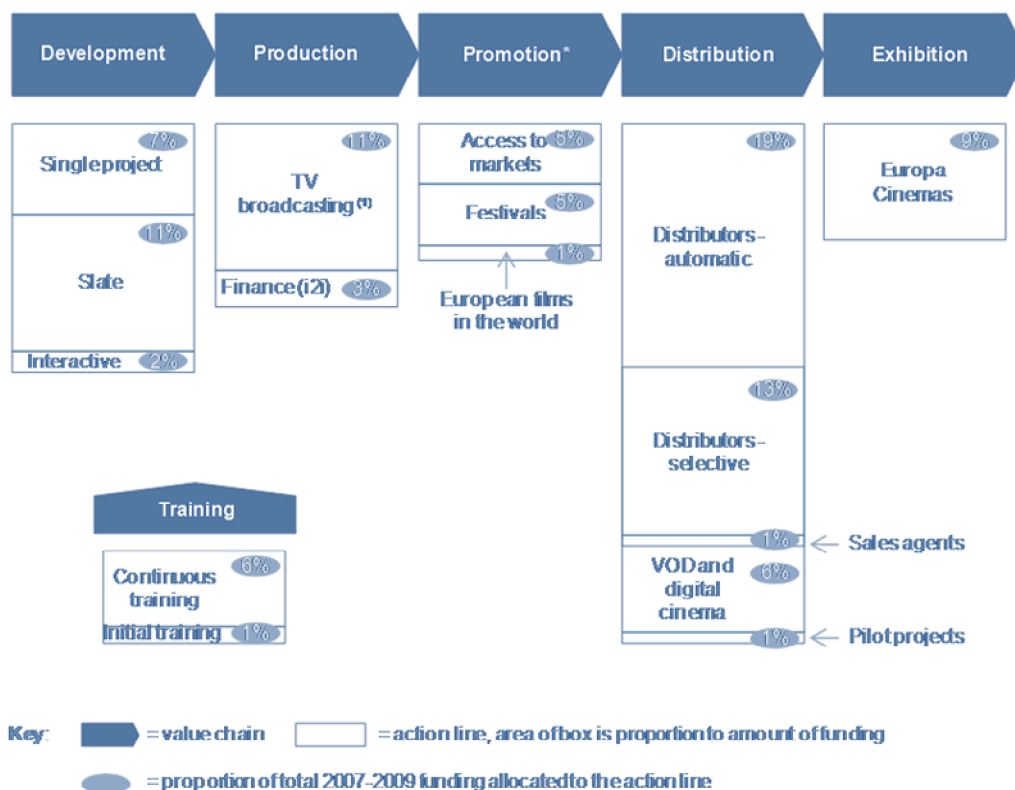 Development
Production
Promotion*
Distribution
Exhibition
7%
Single project
11%
Slate
Interactive 2%
11%
TV
broadcasting (1)
Finance (i2i) 3%
Access to 5%
markets
5%
Festivals
1%
European films
in the world
19%
Distributors –
automatic
13%
Distributors –
selective
1%
Sales agents
VOD and 6%
digital
cinema
1%
Pilot projects
9%
Europa
Cinemas
Training
6%
Continuous
training
Initial training 1%
Key:
= value chain
= action line, area of box is proportion to amount of funding
= proportion of total 2007-2009 funding allocated to the action line